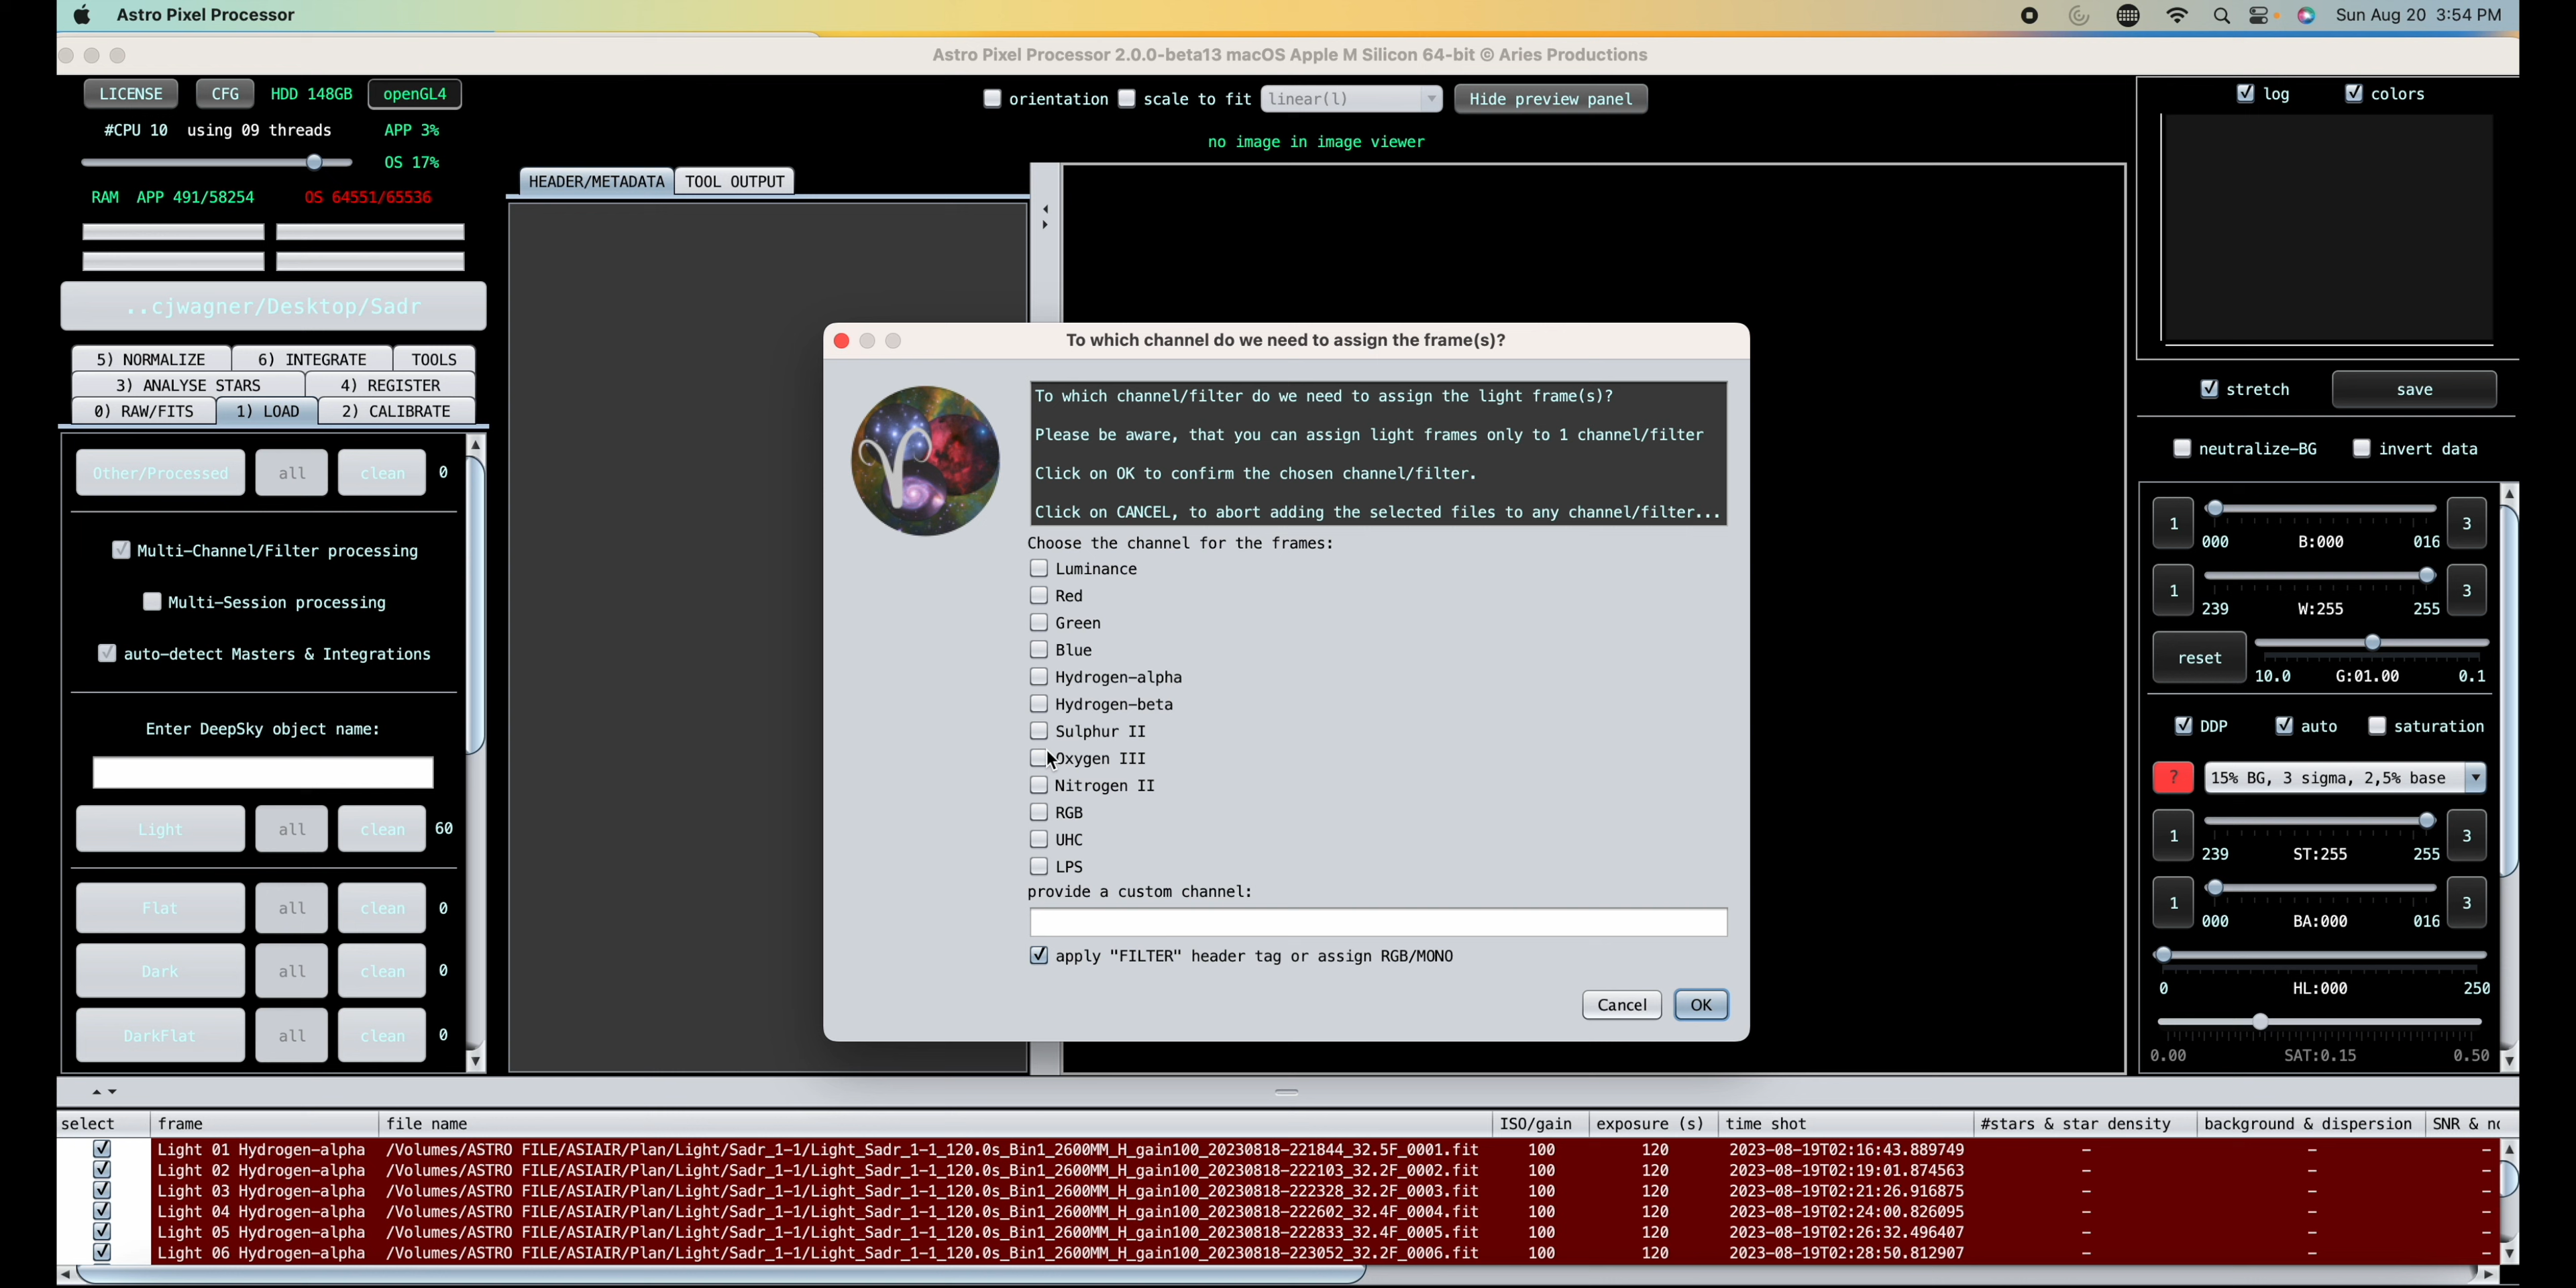 Astro Pixel Processor
Sun Aug 20 3:54 PM
Astro Pixel Processor 2.0.0-beta13 macOS Apple M Silicon 64-bit © Aries Productions
LICENSE CFG HDD 148GB openGL4
#CPU 10 using 09 threads APP 3%
OS 17%
RAM APP 491/58254 OS 64551/65536
..cjwagner/Desktop/Sadr
5) NORMALIZE 6) INTEGRATE TOOLS
3) ANALYSE STARS 4) REGISTER
0) RAW/FITS 1) LOAD 2) CALIBRATE
Other/Processed all clean 0
Multi-Channel/Filter processing
Multi-Session processing
auto-detect Masters & Integrations
Enter DeepSky object name:
Light all clean 60
Flat all clean 0
Dark all clean 0
DarkFlat all clean 0
orientation scale to fit linear(l) Hide preview panel
no image in image viewer
HEADER/METADATA TOOL OUTPUT
To which channel do we need to assign the frame(s)?
To which channel/filter do we need to assign the light frame(s)?
Please be aware, that you can assign light frames only to 1 channel/filter
Click on OK to confirm the chosen channel/filter.
Click on CANCEL, to abort adding the selected files to any channel/filter...
Choose the channel for the frames:
Luminance
Red
Green
Blue
Hydrogen-alpha
Hydrogen-beta
Sulphur II
Oxygen III
Nitrogen II
RGB
UHC
LPS
provide a custom channel:
apply "FILTER" header tag or assign RGB/MONO
Cancel OK
log colors
stretch save
neutralize-BG invert data
1 3
000 B:000 016
1 3
239 W:255 255
reset
10.0 G:01.00 0.1
DDP auto saturation
? 15% BG, 3 sigma, 2,5% base
1 3
239 ST:255 255
1 3
000 BA:000 016
0 HL:000 250
0.00 SAT:0.15 0.50
select frame file name ISO/gain exposure (s) time shot #stars & star density background & dispersion SNR & no
Light 01 Hydrogen-alpha /Volumes/ASTRO FILE/ASIAIR/Plan/Light/Sadr_1-1/Light_Sadr_1-1_120.0s_Bin1_2600MM_H_gain100_20230818-221844_32.5F_0001.fit 100 120 2023-08-19T02:16:43.889749 - - -
Light 02 Hydrogen-alpha /Volumes/ASTRO FILE/ASIAIR/Plan/Light/Sadr_1-1/Light_Sadr_1-1_120.0s_Bin1_2600MM_H_gain100_20230818-222103_32.2F_0002.fit 100 120 2023-08-19T02:19:01.874563 - - -
Light 03 Hydrogen-alpha /Volumes/ASTRO FILE/ASIAIR/Plan/Light/Sadr_1-1/Light_Sadr_1-1_120.0s_Bin1_2600MM_H_gain100_20230818-222328_32.2F_0003.fit 100 120 2023-08-19T02:21:26.916875 - - -
Light 04 Hydrogen-alpha /Volumes/ASTRO FILE/ASIAIR/Plan/Light/Sadr_1-1/Light_Sadr_1-1_120.0s_Bin1_2600MM_H_gain100_20230818-222602_32.4F_0004.fit 100 120 2023-08-19T02:24:00.826095 - - -
Light 05 Hydrogen-alpha /Volumes/ASTRO FILE/ASIAIR/Plan/Light/Sadr_1-1/Light_Sadr_1-1_120.0s_Bin1_2600MM_H_gain100_20230818-222833_32.4F_0005.fit 100 120 2023-08-19T02:26:32.496407 - - -
Light 06 Hydrogen-alpha /Volumes/ASTRO FILE/ASIAIR/Plan/Light/Sadr_1-1/Light_Sadr_1-1_120.0s_Bin1_2600MM_H_gain100_20230818-223052_32.2F_0006.fit 100 120 2023-08-19T02:28:50.812907 - - -